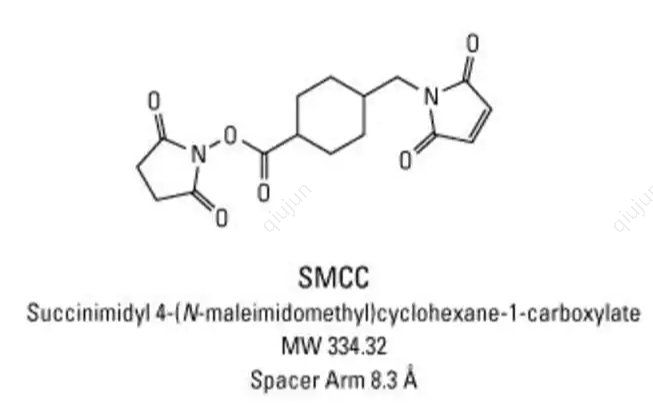 O
O
N
O
O
N
O
O
O
qiujun
qiujun
SMCC
Succinimidyl 4-(N-maleimidomethyl)cyclohexane-1-carboxylate
MW 334.32
Spacer Arm 8.3 Å